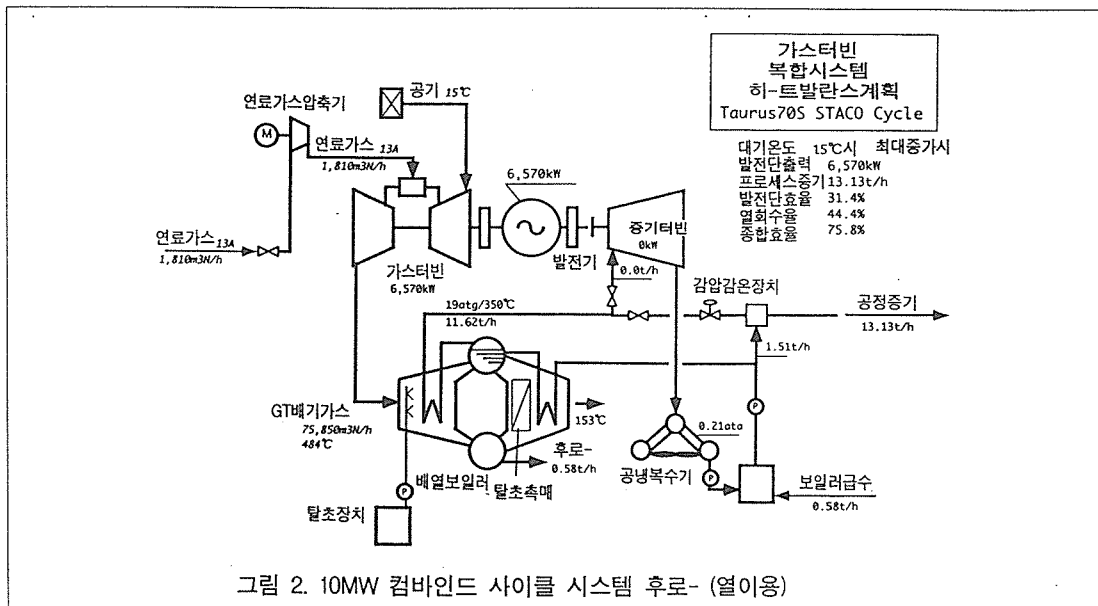 가스터빈
복합시스템
히-트발란스계획
Taurus70S STACO Cycle
대기온도 15℃시 최대증가시
발전단출력 6,570kW
프로세스증기 13.13t/h
발전단효율 31.4%
열회수율 44.4%
종합효율 75.8%
공기 15℃
연료가스압축기
M
연료가스 13A
1,810m3N/h
6,570kW
연료가스 13A
1,810m3N/h
가스터빈
6,570kW
발전기
증기터빈
0kW
0.0t/h
감압감온장치
공정증기
13.13t/h
19atg/350℃
11.62t/h
1.51t/h
GT배기가스
75,850m3N/h
484℃
153℃
P
0.21ata
후로-
0.58t/h
배열보일러
탈초촉매
공냉복수기
P
보일러급수
0.58t/h
P
탈초장치
그림 2. 10MW 컴바인드 사이클 시스템 후로- (열이용)